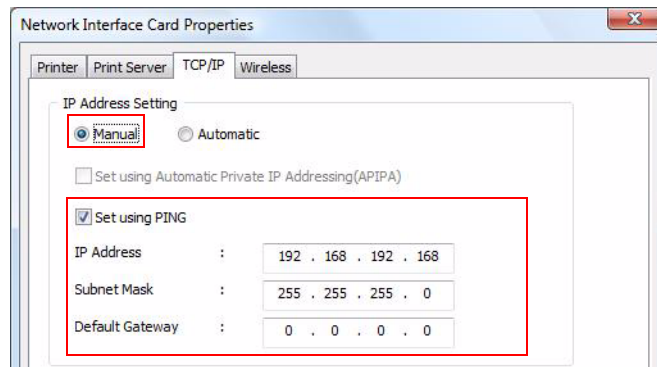 Network Interface Card Properties
Printer Print Server TCP/IP Wireless
IP Address Setting
Manual Automatic
Set using Automatic Private IP Addressing(APIPA)
Set using PING
IP Address : 192 . 168 . 192 . 168
Subnet Mask : 255 . 255 . 255 . 0
Default Gateway : 0 . 0 . 0 . 0